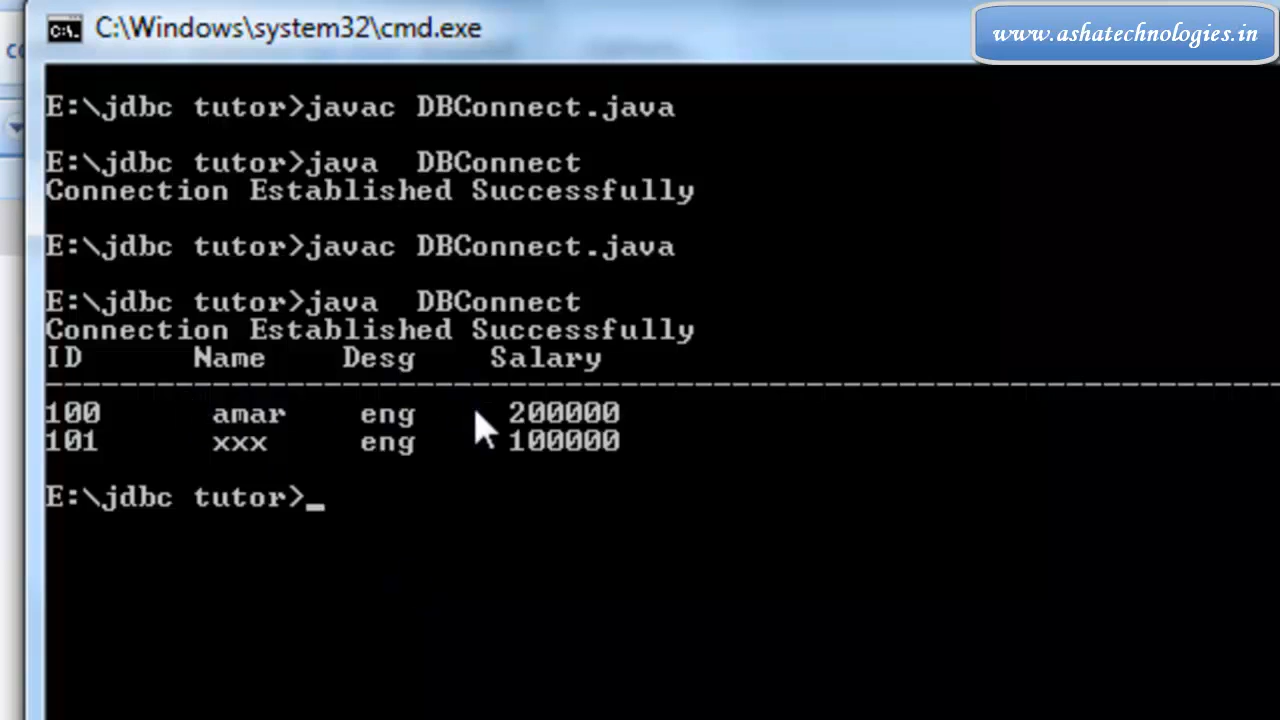 C:\Windows\system32\cmd.exe
www.ashatechnologies.in
E:\jdbc tutor>javac DBConnect.java
E:\jdbc tutor>java  DBConnect
Connection Established Successfully
E:\jdbc tutor>javac DBConnect.java
E:\jdbc tutor>java  DBConnect
Connection Established Successfully
ID Name Desg Salary
100 amar eng 200000
101 xxx eng 100000
E:\jdbc tutor>_